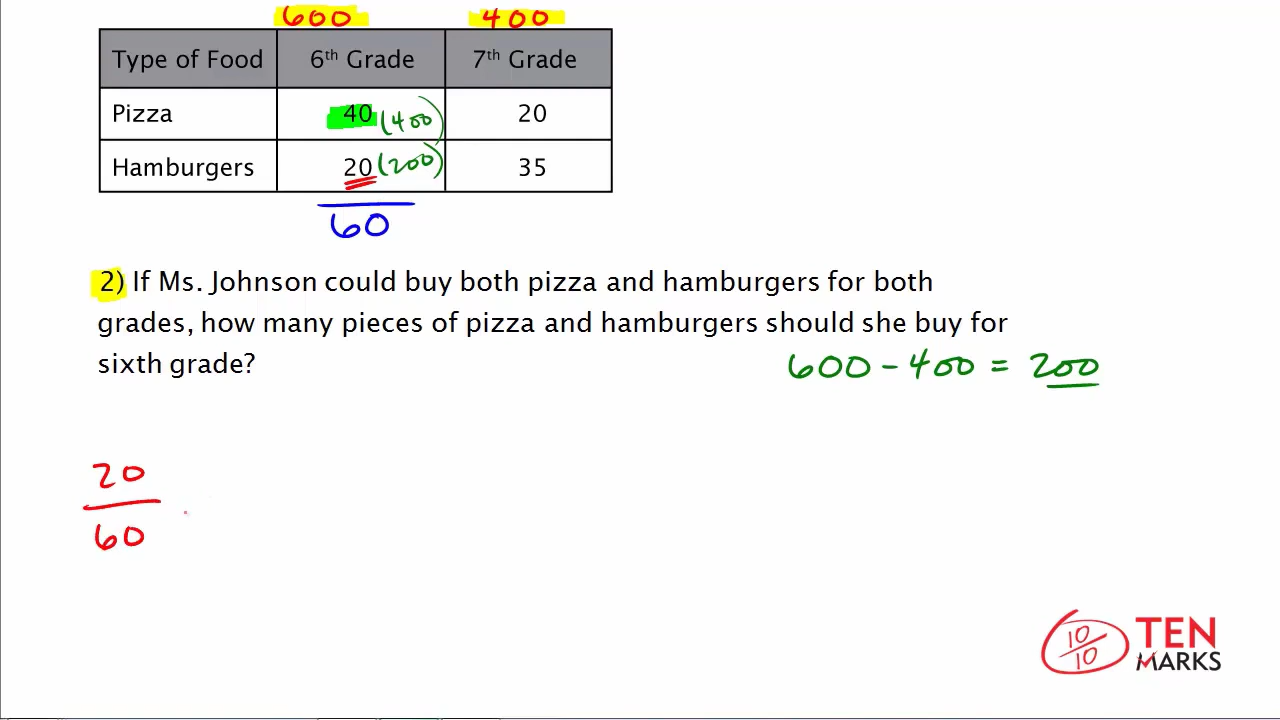 600 400
Type of Food 6th Grade 7th Grade
Pizza 40 (400) 20
Hamburgers 20 (200) 35
60
2) If Ms. Johnson could buy both pizza and hamburgers for both
grades, how many pieces of pizza and hamburgers should she buy for
sixth grade?
600 - 400 = 200
20
60
10
10
TEN
MARKS